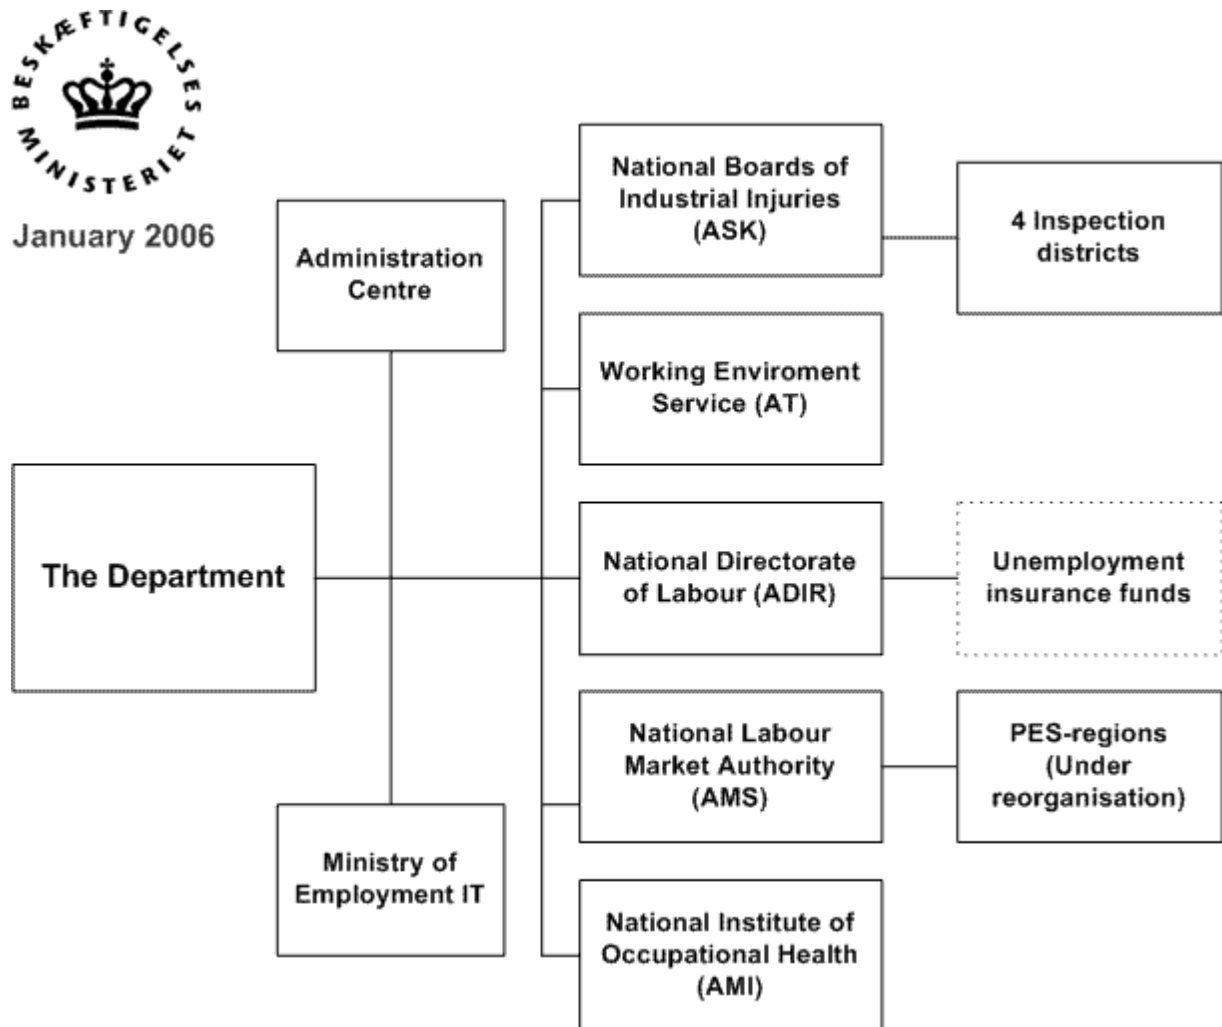 BESKÆFTIGELSES
MINISTERIET
January 2006
Administration
Centre
The Department
Ministry of
Employment IT
National Boards of
Industrial Injuries
(ASK)
4 Inspection
districts
Working Enviroment
Service (AT)
National Directorate
of Labour (ADIR)
Unemployment
insurance funds
National Labour
Market Authority
(AMS)
PES-regions
(Under
reorganisation)
National Institute of
Occupational Health
(AMI)